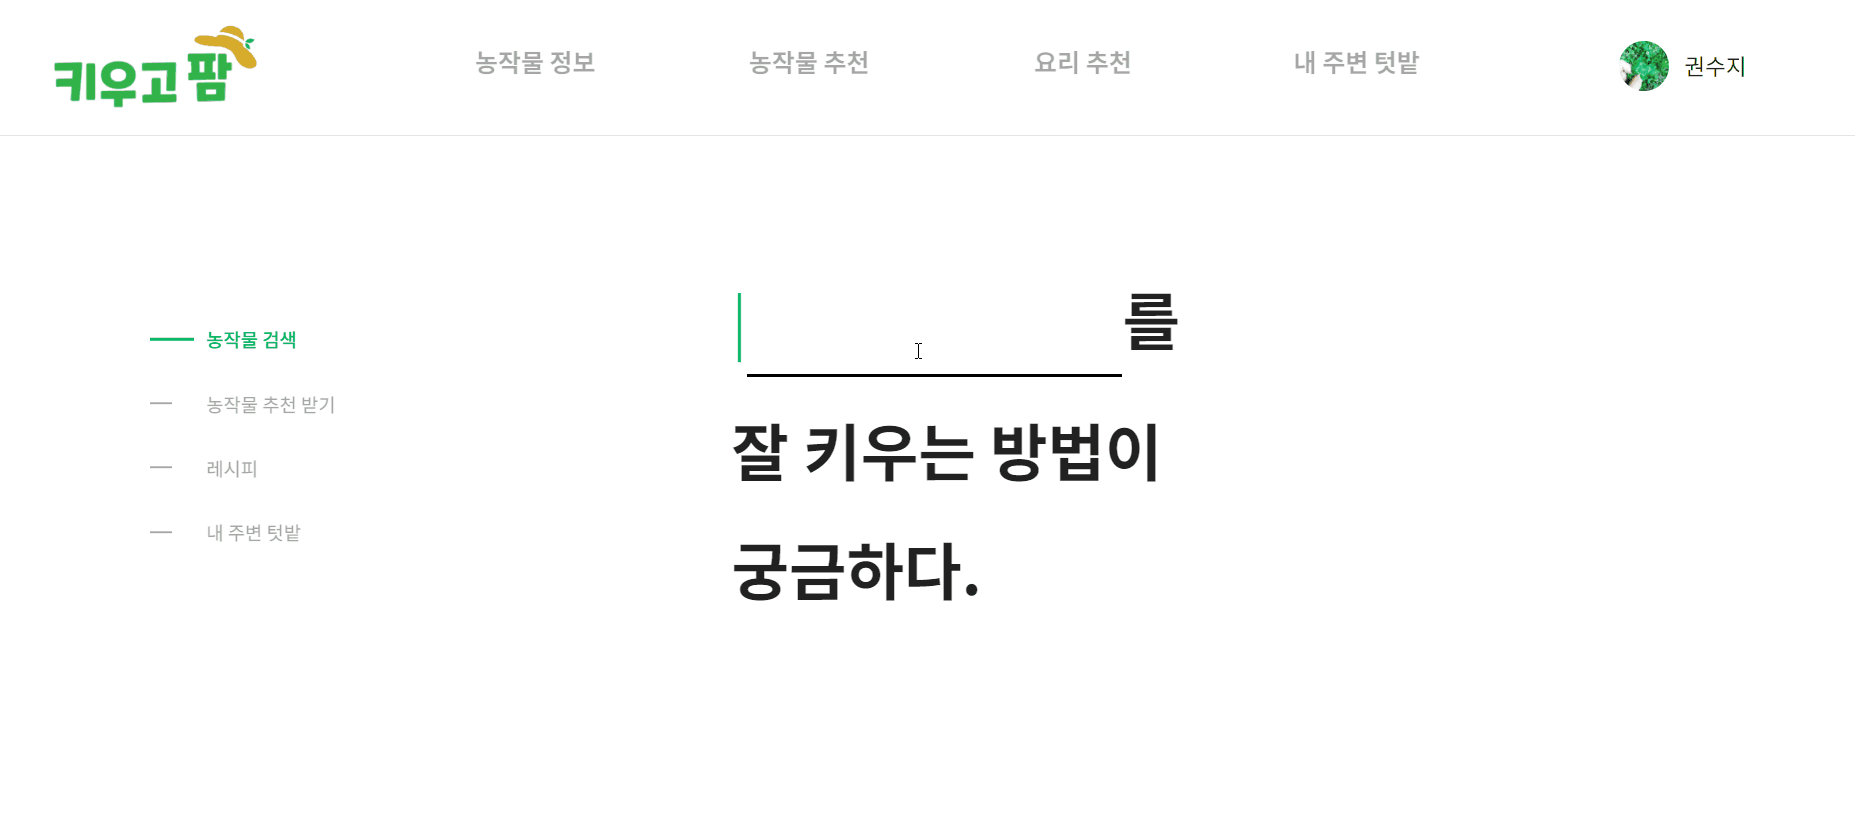 키우고 팜
농작물 정보
농작물 추천
요리 추천
내 주변 텃밭
권수지
농작물 검색
농작물 추천 받기
레시피
내 주변 텃밭
를
잘 키우는 방법이
궁금하다.